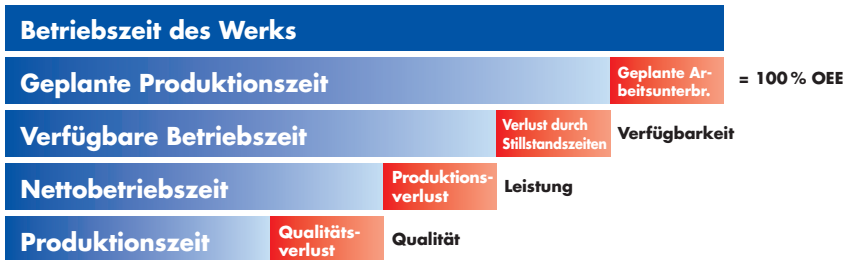 Betriebszeit des Werks
Geplante Produktionszeit
Geplante Ar-
beitsunterbr.
= 100 % OEE
Verfügbare Betriebszeit
Verlust durch
Stillstandszeiten
Verfügbarkeit
Nettobetriebszeit
Produktions-
verlust
Leistung
Produktionszeit
Qualitäts-
verlust
Qualität